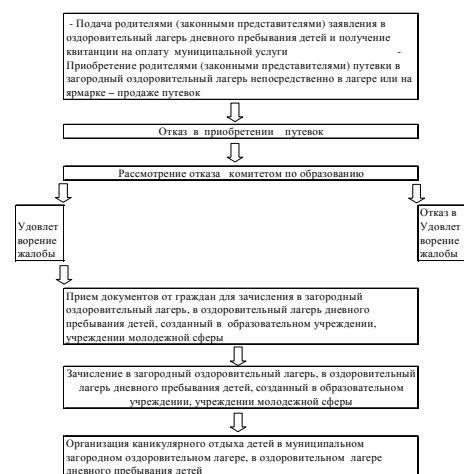 - Подача родителями (законными представителями) заявления в
оздоровительный лагерь дневного пребывания детей и получение
квитанции на оплату муниципальной услуги -
Приобретение родителями (законными представителями) путевки в
загородный оздоровительный лагерь непосредственно в лагере или на
ярмарке – продаже путевок
Отказ в приобретении путевок
Рассмотрение отказа комитетом по образованию
Удовлет
ворение
жалобы
Отказ в
Удовлет
ворение
жалобы
Прием документов от граждан для зачисления в загородный
оздоровительный лагерь, в оздоровительный лагерь дневного
пребывания детей, созданный в образовательном учреждении,
учреждении молодежной сферы
Зачисление в загородный оздоровительный лагерь, в оздоровительный
лагерь дневного пребывания детей, созданный в образовательном
учреждении, учреждении молодежной сферы
Организация каникулярного отдыха детей в муниципальном
загородном оздоровительном лагере, в оздоровительном лагере
дневного пребывания детей